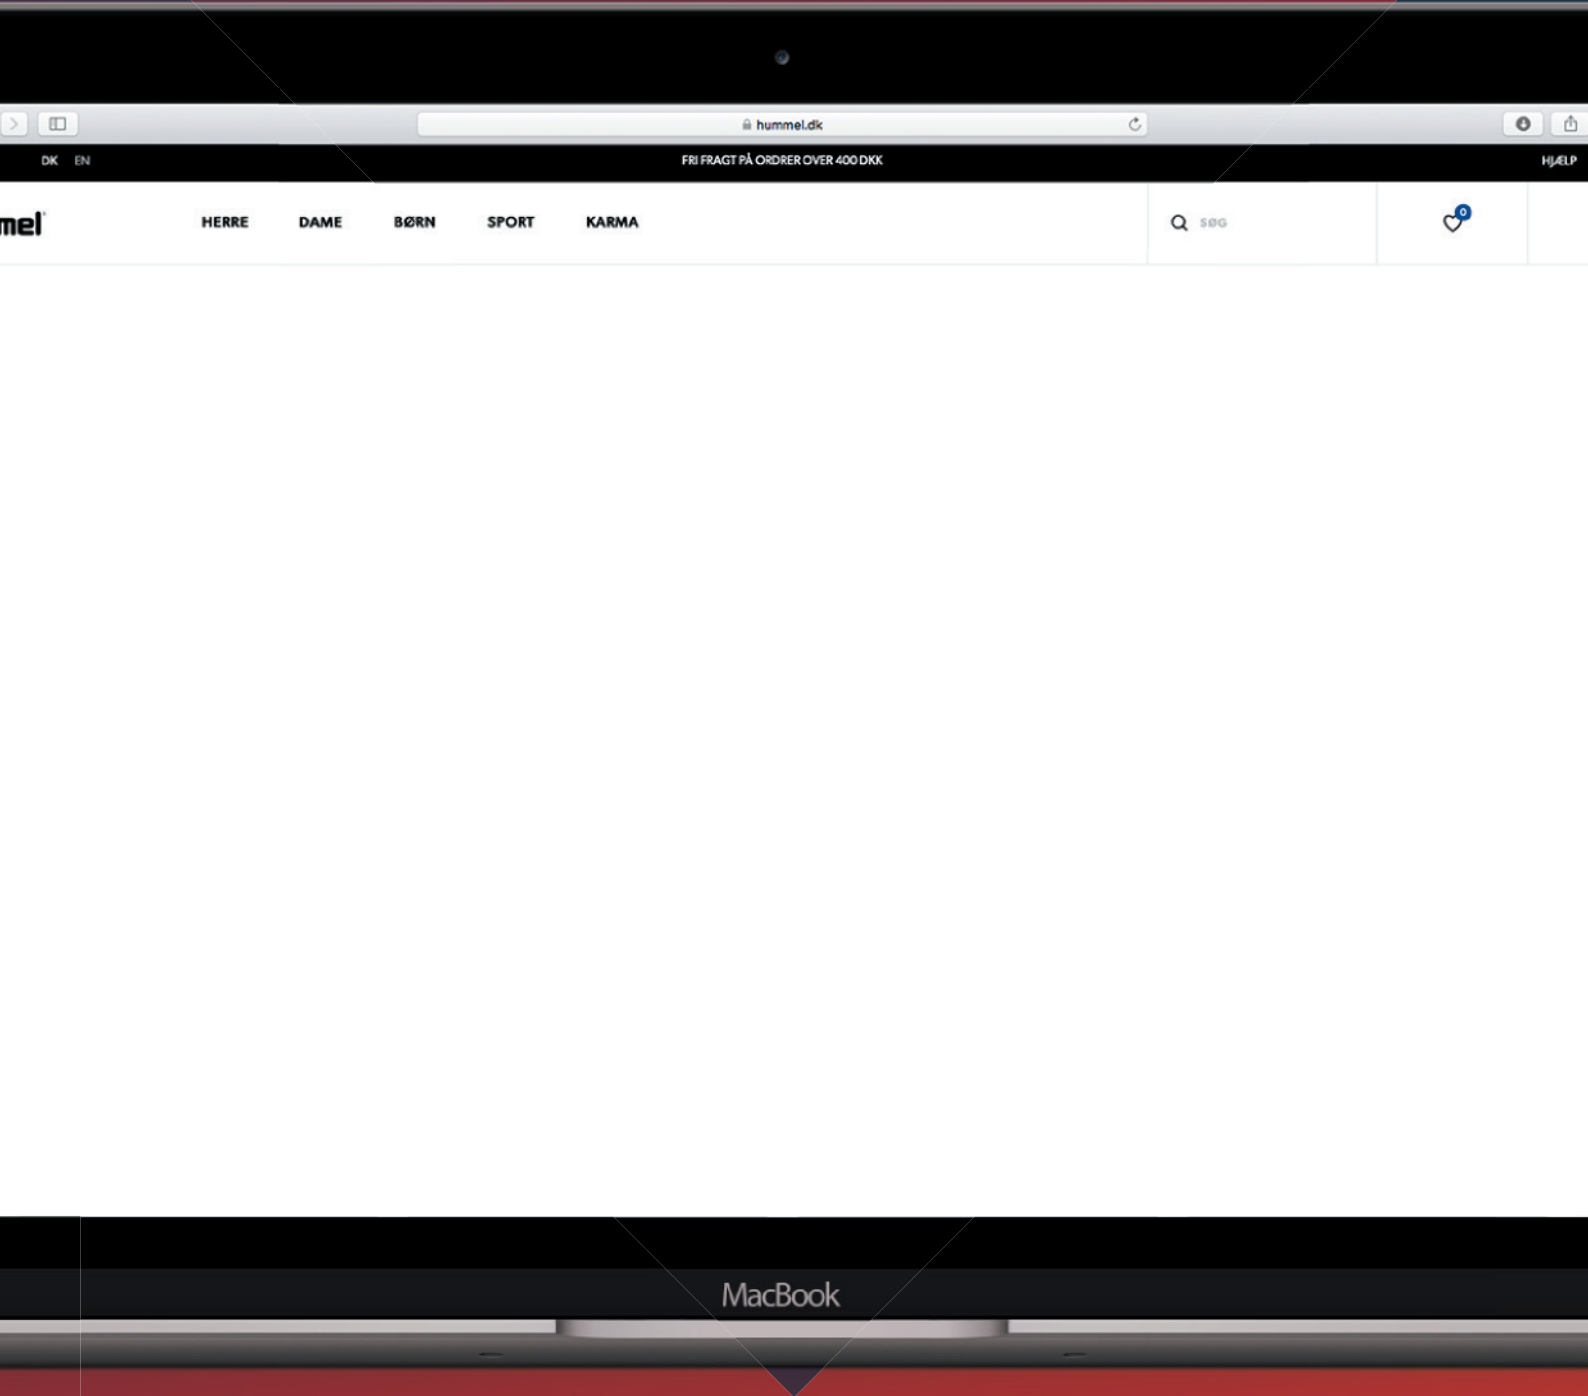 hummel.dk
DK EN
FRI FRAGT PÅ ORDRER OVER 400 DKK
HJÆLP
mel
HERRE DAME BØRN SPORT KARMA
SØG
0
MacBook